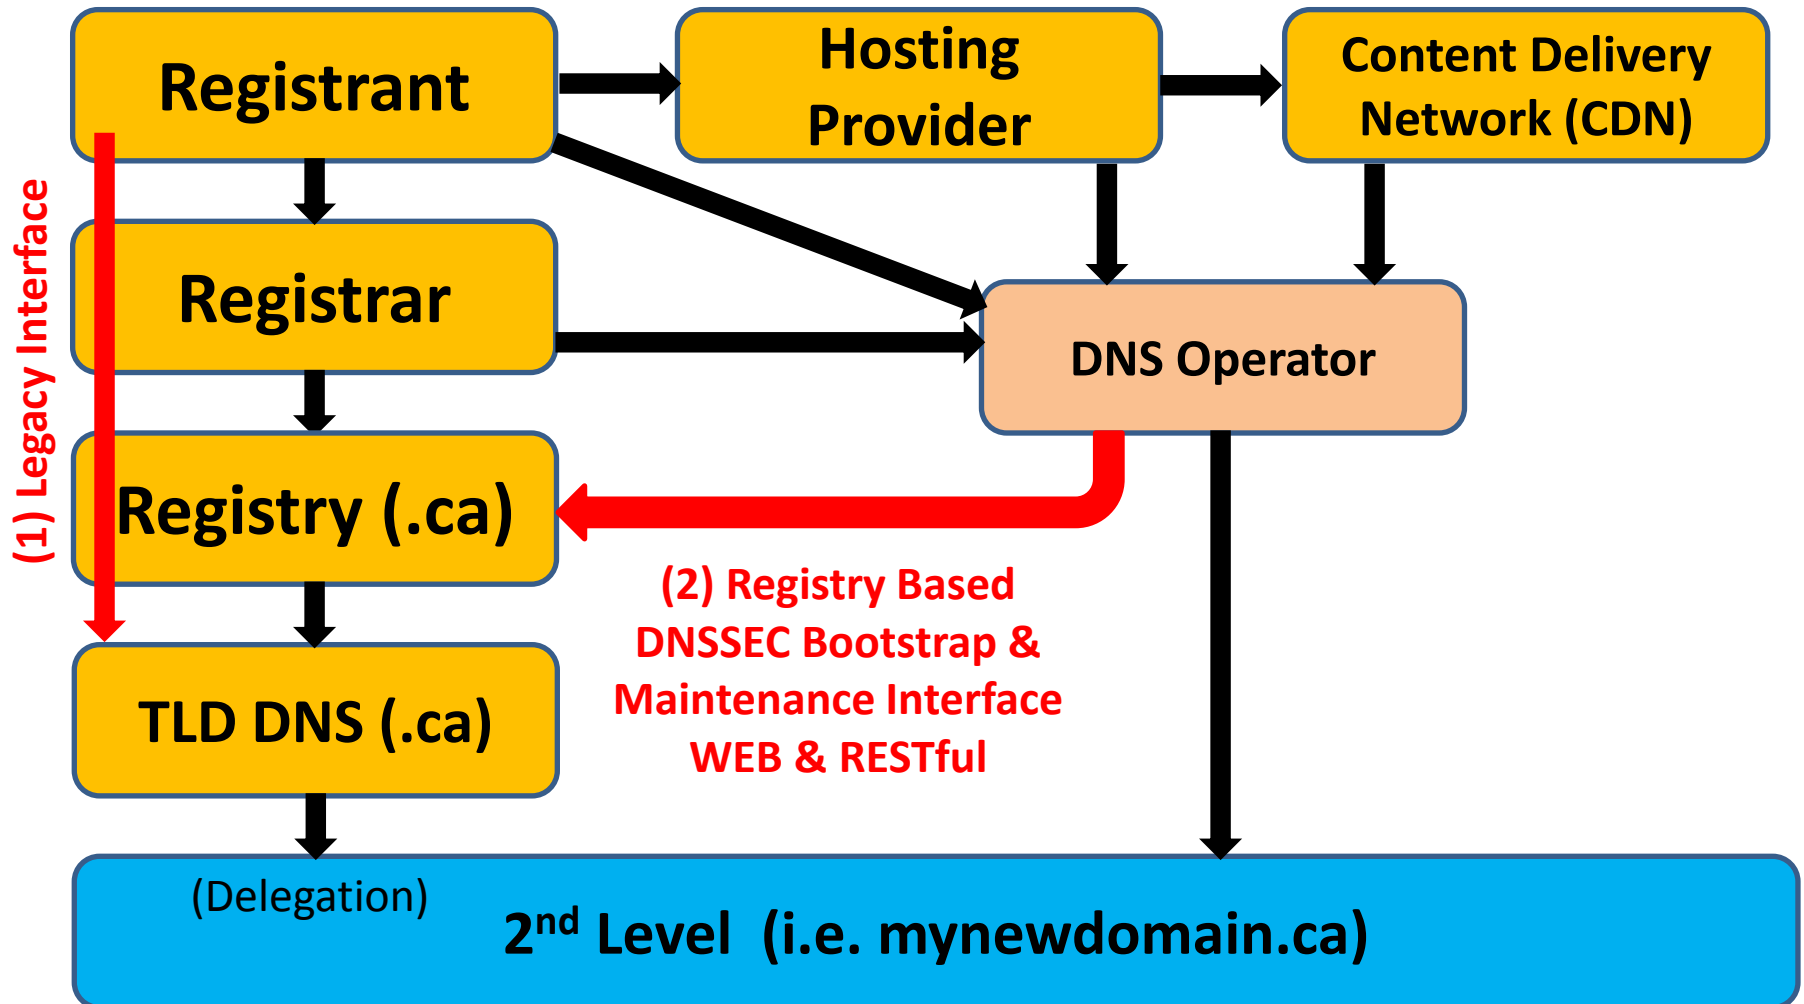 Registrant
Hosting
Provider
Content Delivery
Network (CDN)
(1) Legacy Interface
Registrar
DNS Operator
Registry (.ca)
(2) Registry Based
DNSSEC Bootstrap &
Maintenance Interface
WEB & RESTful
TLD DNS (.ca)
(Delegation)
2nd Level (i.e. mynewdomain.ca)